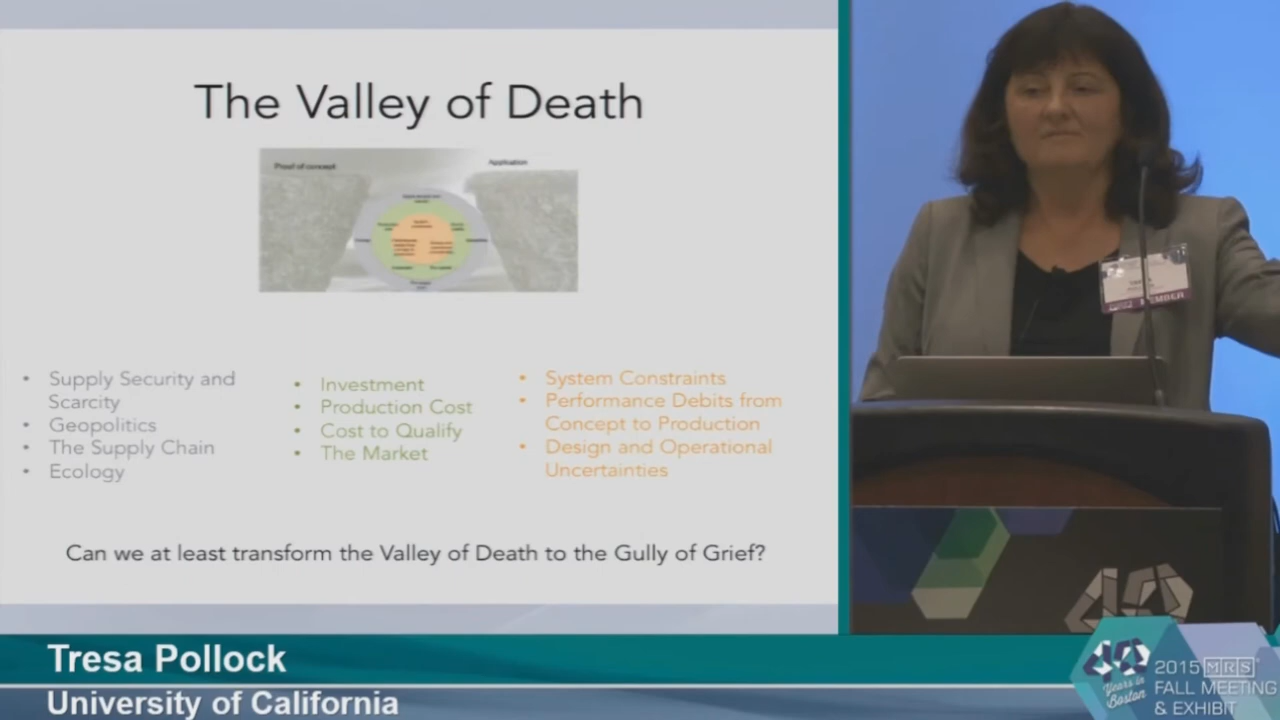 The Valley of Death
Proof of concept
Application
• Supply Security and
Scarcity
• Geopolitics
• The Supply Chain
• Ecology
• Investment
• Production Cost
• Cost to Qualify
• The Market
• System Constraints
• Performance Debits from
Concept to Production
• Design and Operational
Uncertainties
Can we at least transform the Valley of Death to the Gully of Grief?
MEMBER
Tresa Pollock
University of California
40
Years in
Boston
2015 MRS
FALL MEETING
& EXHIBIT